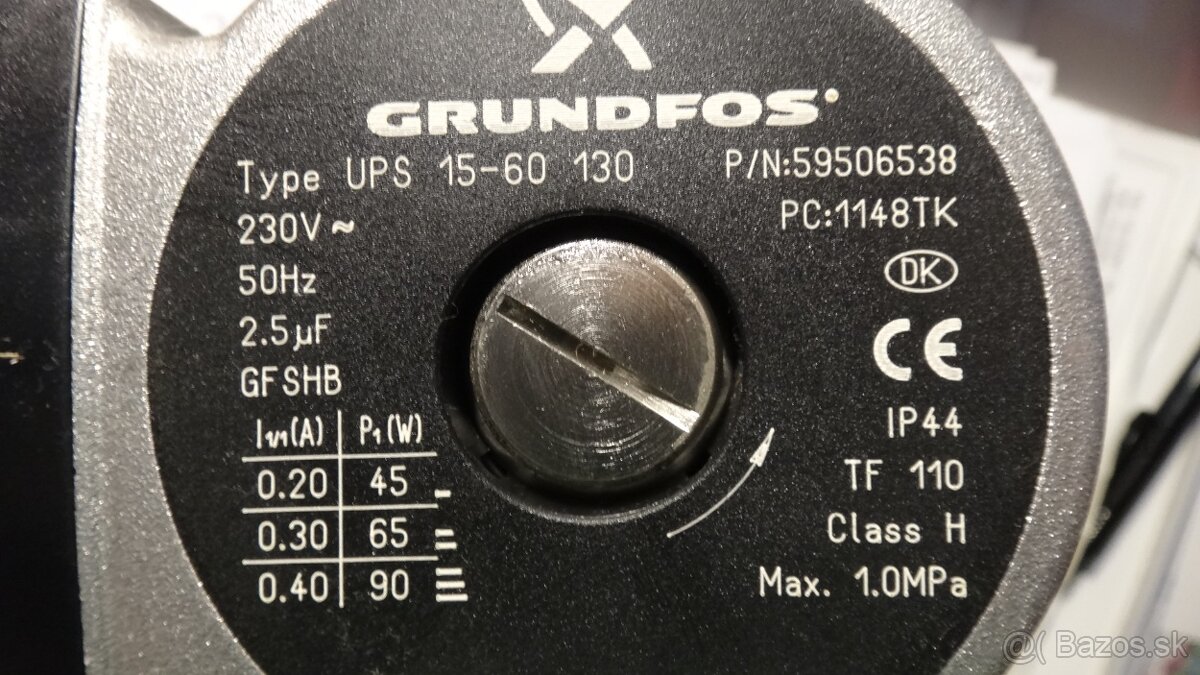 GRUNDFOS
Type UPS 15-60 130 P/N:59506538
230V ~ PC:1148TK
50Hz DK
2.5µF CE
GFSHB
I1/1(A) P1(W) IP44
0.20 45 TF 110
0.30 65 Class H
0.40 90 Max. 1.0MPa
@( Bazos.sk